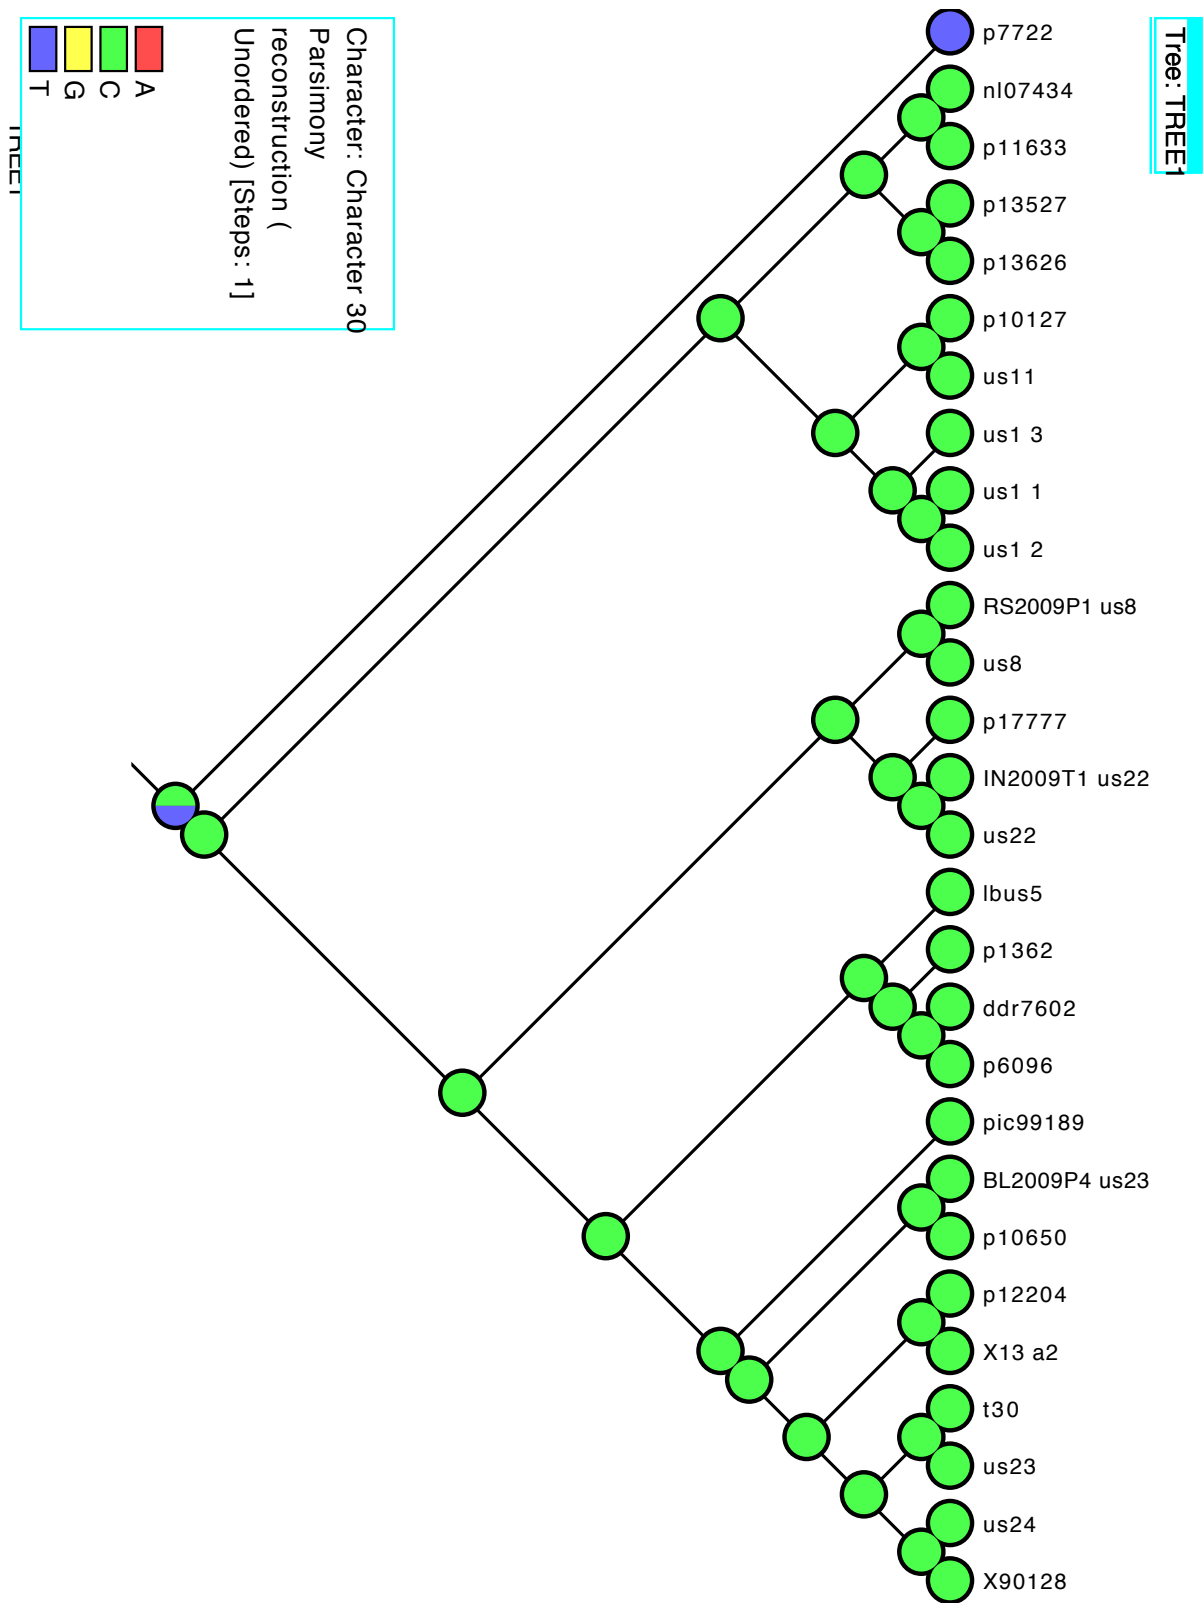 Tree: TREE1
Character: Character 30
Parsimony
reconstruction (
Unordered) [Steps: 1]
A
C
G
T
p7722
nl07434
p11633
p13527
p13626
p10127
us11
us1 3
us1 1
us1 2
RS2009P1 us8
us8
p17777
IN2009T1 us22
us22
lbus5
p1362
ddr7602
p6096
pic99189
BL2009P4 us23
p10650
p12204
X13 a2
t30
us23
us24
X90128